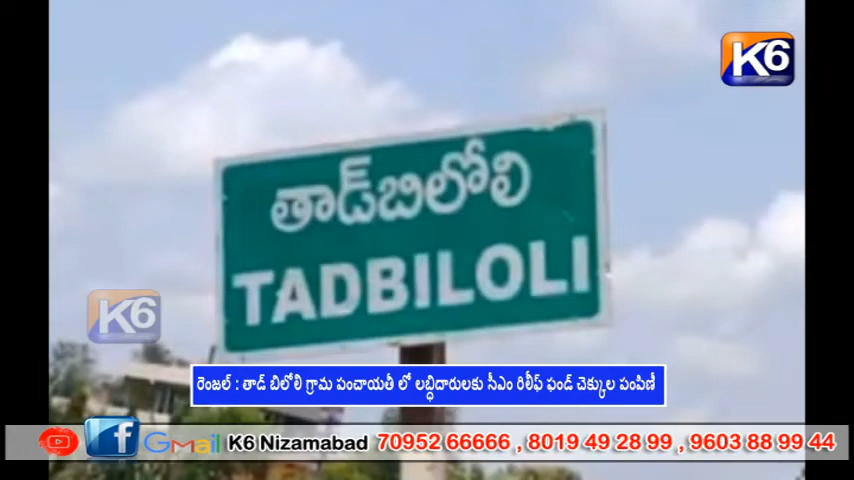 K6
తాడ్‌బిలోలి
TADBILOLI
K6
రెంజల్ : తాడ్ బిలోలి గ్రామ పంచాయతీ లో లబ్ధిదారులకు సీఎం రిలీఫ్ ఫండ్ చెక్కుల పంపిణీ
f Gmail K6 Nizamabad 70952 66666 , 8019 49 28 99 , 9603 88 99 44